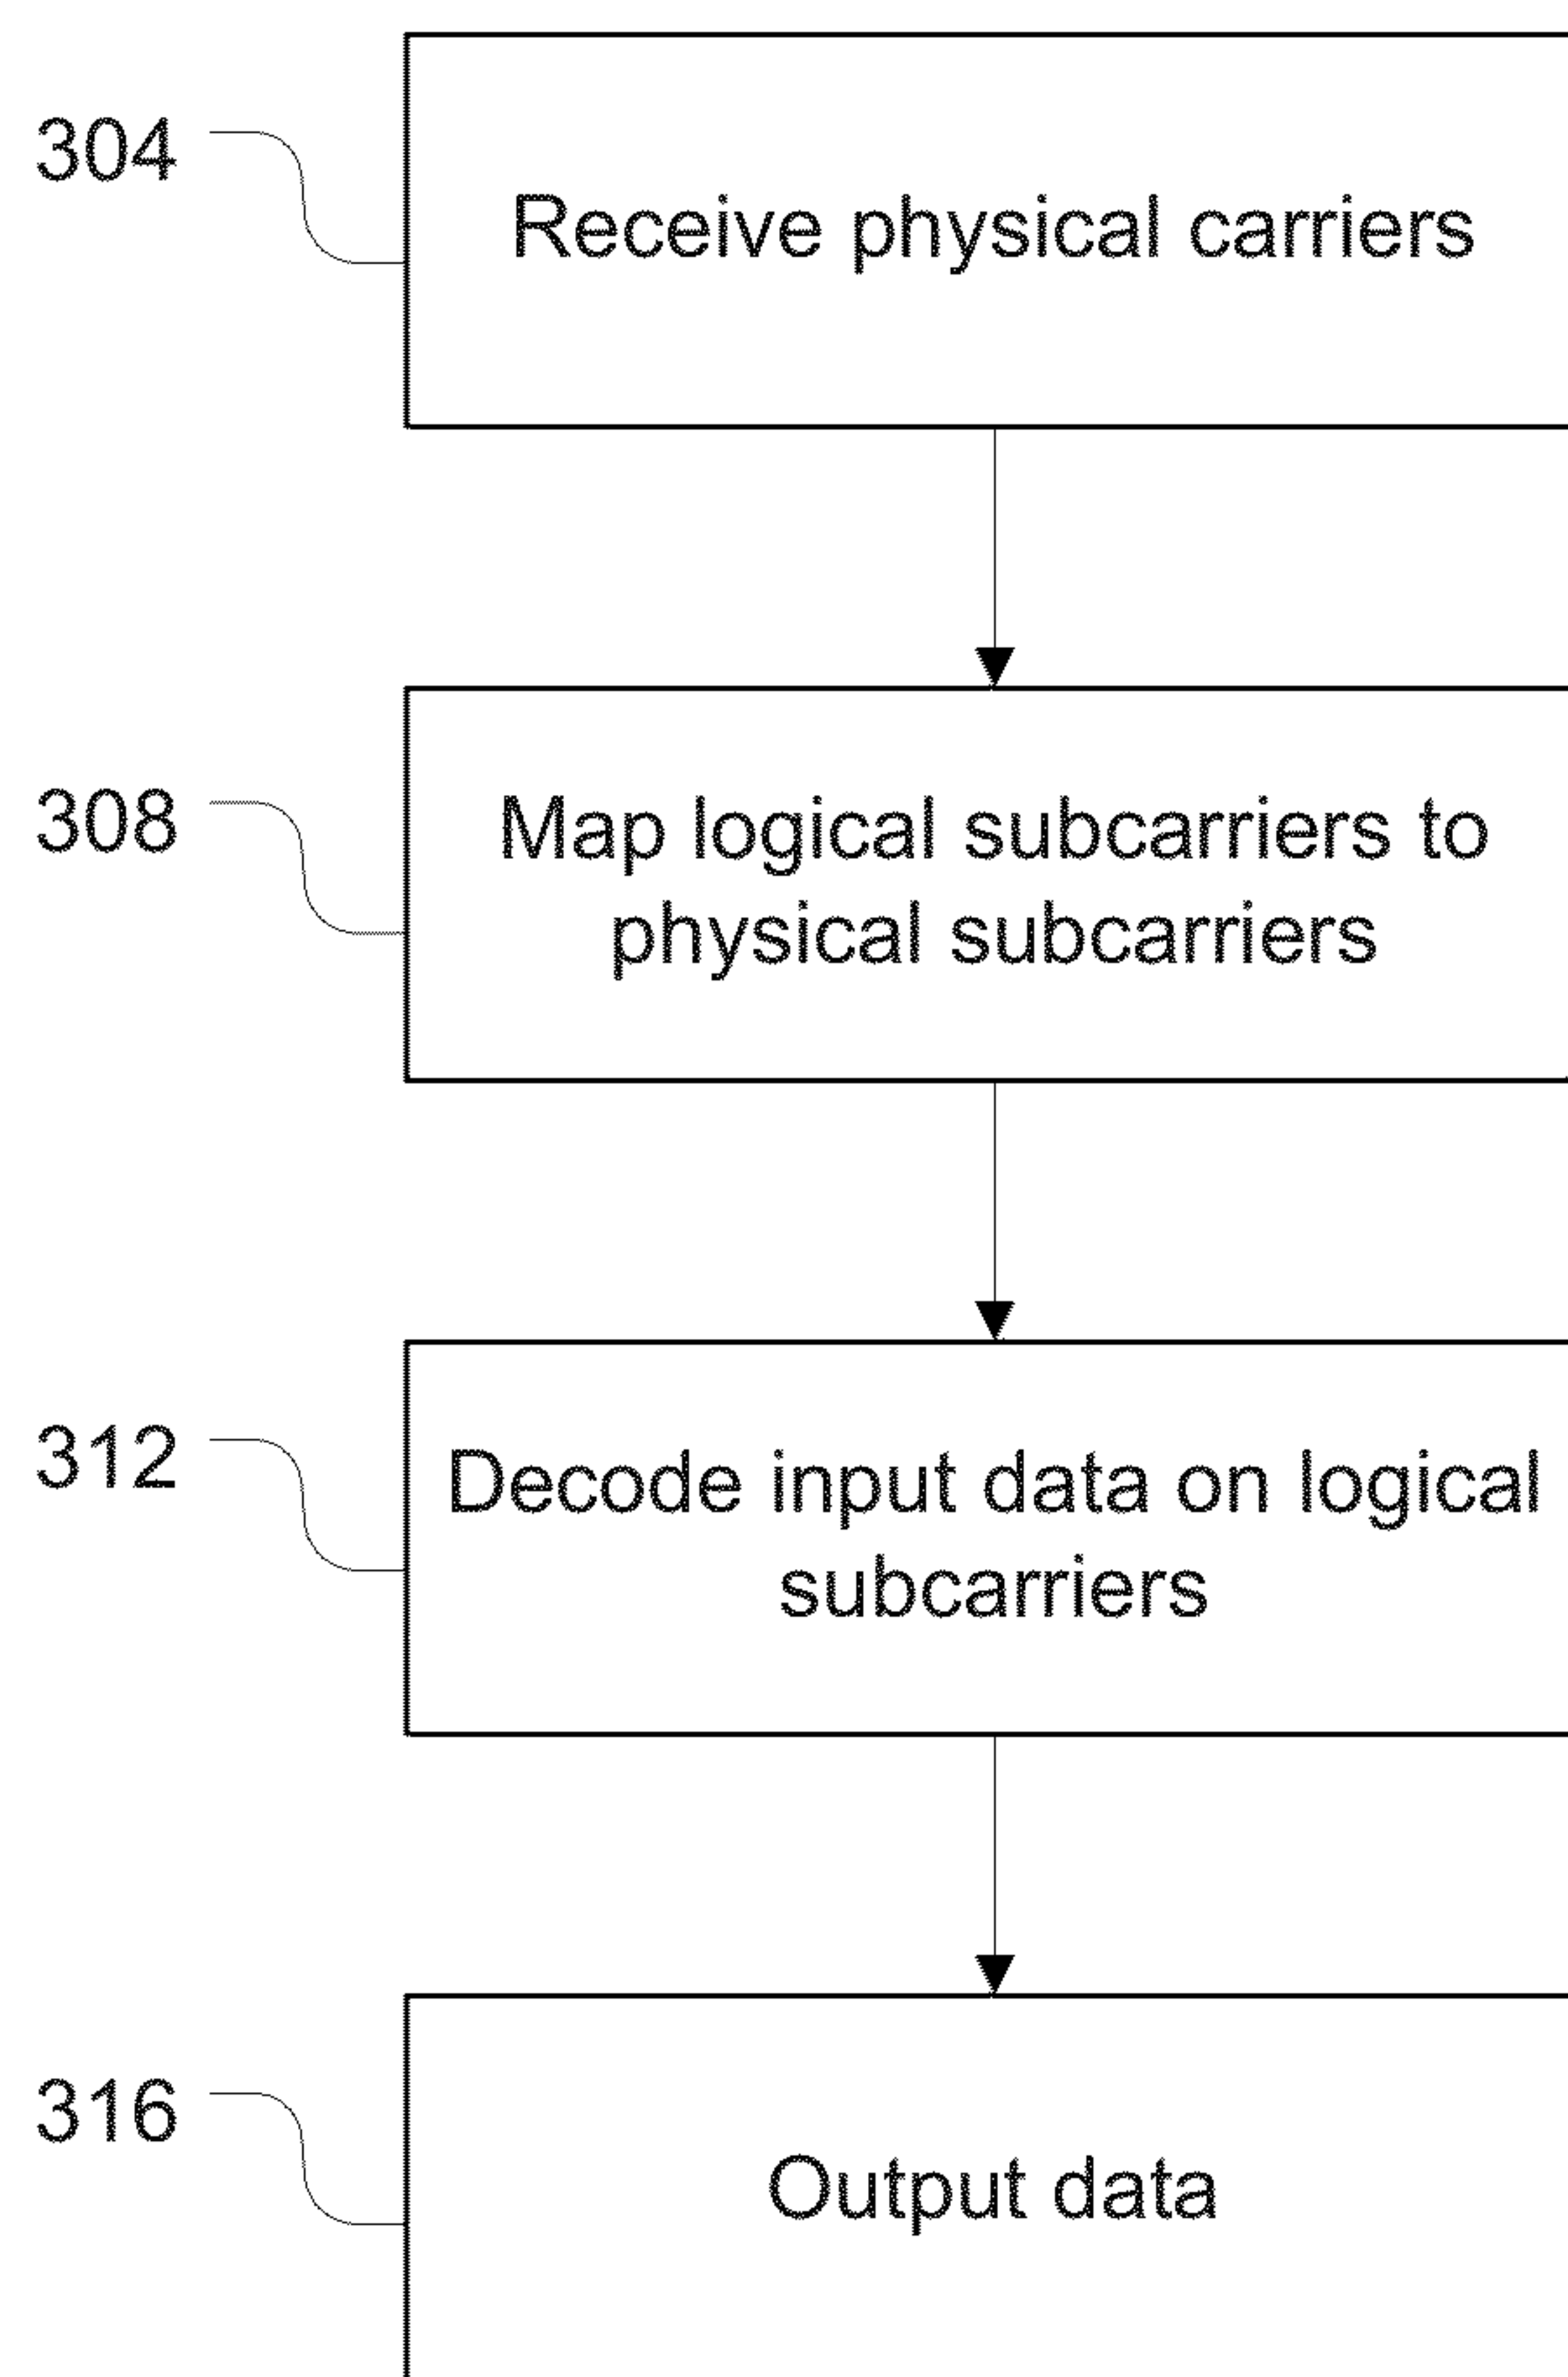 304
Receive physical carriers
308
Map logical subcarriers to
physical subcarriers
312
Decode input data on logical
subcarriers
316
Output data